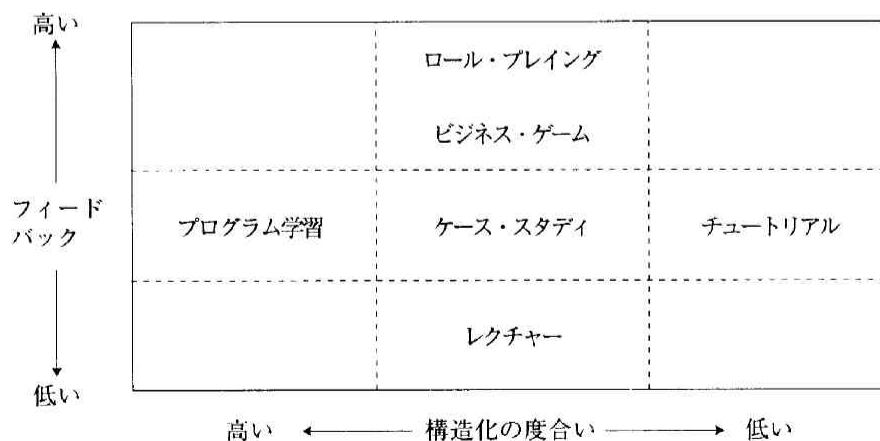 高い
ロール・プレイング
ビジネス・ゲーム
フィード
バック
プログラム学習
ケース・スタディ
チュートリアル
レクチャー
低い
高い
構造化の度合い
低い